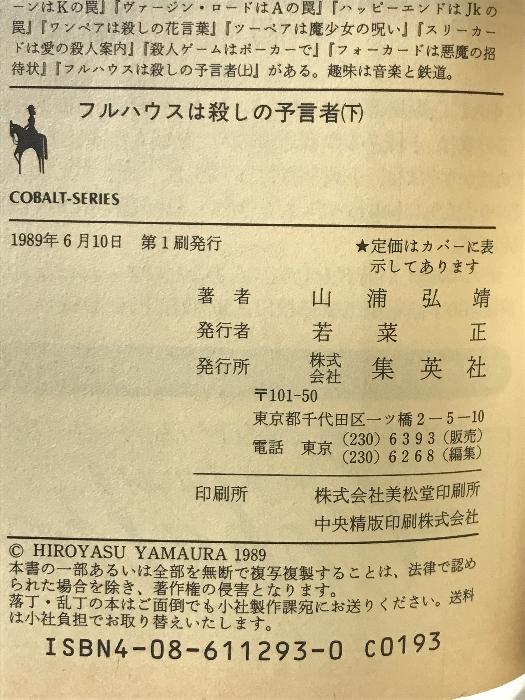 ーンはKの罠』『ヴァージン・ロードはAの罠』『ハッピーエンドはJkの
罠』『ワンペアは殺しの花言葉』『ツーペアは魔少女の呪い』『スリーカー
ドは愛の殺人案内』『殺人ゲームはポーカーで』『フォーカードは悪魔の招
待状』『フルハウスは殺しの予言者(上)』がある。趣味は音楽と鉄道。
フルハウスは殺しの予言者(下)
COBALT-SERIES
1989年6月10日 第1刷発行
★定価はカバーに表
示してあります
著者 山浦弘靖
発行者 若菜正
発行所 株式会社 集英社
〒101-50
東京都千代田区一ツ橋2-5-10
電話 東京 (230) 6393 (販売)
(230) 6268 (編集)
印刷所 株式会社美松堂印刷所
中央精版印刷株式会社
© HIROYASU YAMAURA 1989
本書の一部あるいは全部を無断で複写複製することは、法律で認め
られた場合を除き、著作権の侵害となります。
落丁・乱丁の本はご面倒でも小社製作課宛にお送りください。送料
は小社負担でお取り替えいたします。
ISBN4-08-611293-0 C0193